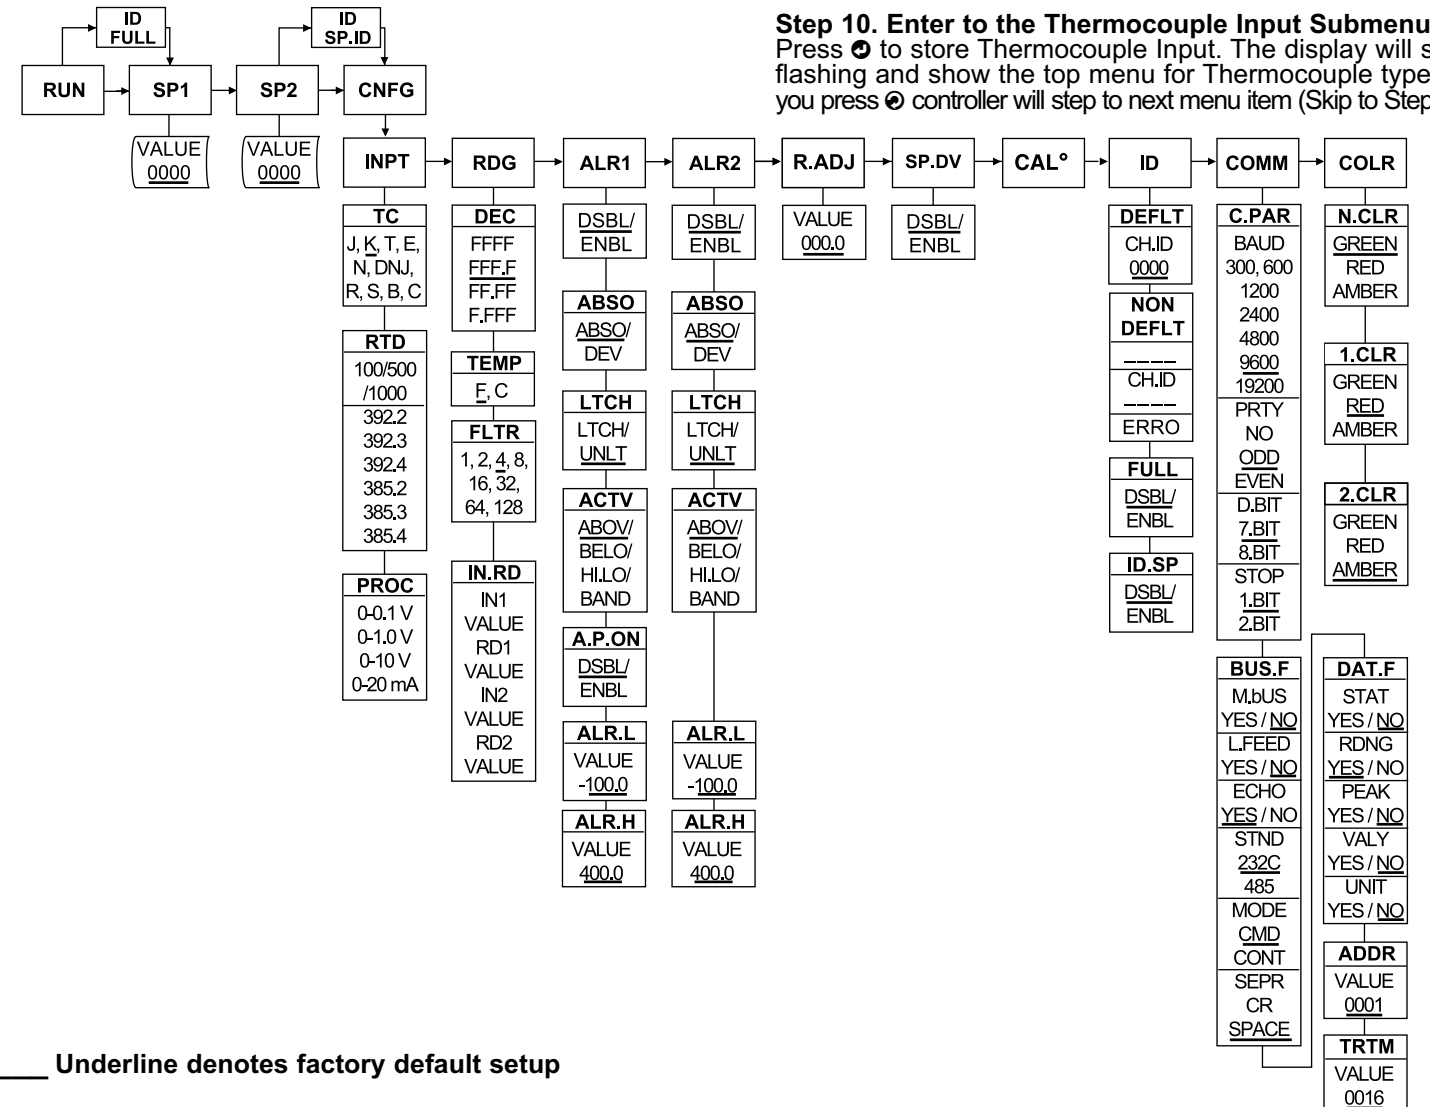 Step 10. Enter to the Thermocouple Input Submenu
Press to store Thermocouple Input. The display will
flashing and show the top menu for Thermocouple type
you press controller will step to next menu item (Skip to Step
ID
FULL
ID
SP.ID
RUN
SP1
SP2
CNFG
VALUE
0000
VALUE
0000
INPT
RDG
ALR1
ALR2
R.ADJ
SP.DV
CAL°
ID
COMM
COLR
TC
J, K, T, E,
N, DNJ,
R, S, B, C
RTD
100/500
/1000
392.2
392.3
392.4
385.2
385.3
385.4
PROC
0-0.1 V
0-1.0 V
0-10 V
0-20 mA
DEC
FFFF
FFF.F
FF.FF
F.FFF
TEMP
F, C
FLTR
1, 2, 4, 8,
16, 32,
64, 128
IN.RD
IN1
VALUE
RD1
VALUE
IN2
VALUE
RD2
VALUE
DSBL/
ENBL
ABSO
ABSO/
DEV
LTCH
LTCH/
UNLT
ACTV
ABOV/
BELO/
HI.LO/
BAND
A.P.ON
DSBL/
ENBL
ALR.L
VALUE
-100.0
ALR.H
VALUE
400.0
DSBL/
ENBL
ABSO
ABSO/
DEV
LTCH
LTCH/
UNLT
ACTV
ABOV/
BELO/
HI.LO/
BAND
ALR.L
VALUE
-100.0
ALR.H
VALUE
400.0
VALUE
000.0
DSBL/
ENBL
DEFLT
CH.ID
0000
NON
DEFLT
_ _ _ _
CH.ID
_ _ _ _
ERRO
FULL
DSBL/
ENBL
ID.SP
DSBL/
ENBL
C.PAR
BAUD
300, 600
1200
2400
4800
9600
19200
PRTY
NO
ODD
EVEN
D.BIT
7.BIT
8.BIT
STOP
1.BIT
2.BIT
BUS.F
M.bUS
YES / NO
L.FEED
YES / NO
ECHO
YES / NO
STND
232C
485
MODE
CMD
CONT
SEPR
CR
SPACE
N.CLR
GREEN
RED
AMBER
1.CLR
GREEN
RED
AMBER
2.CLR
GREEN
RED
AMBER
DAT.F
STAT
YES / NO
RDNG
YES / NO
PEAK
YES / NO
VALY
YES / NO
UNIT
YES / NO
ADDR
VALUE
0001
TRTM
VALUE
0016
___ Underline denotes factory default setup